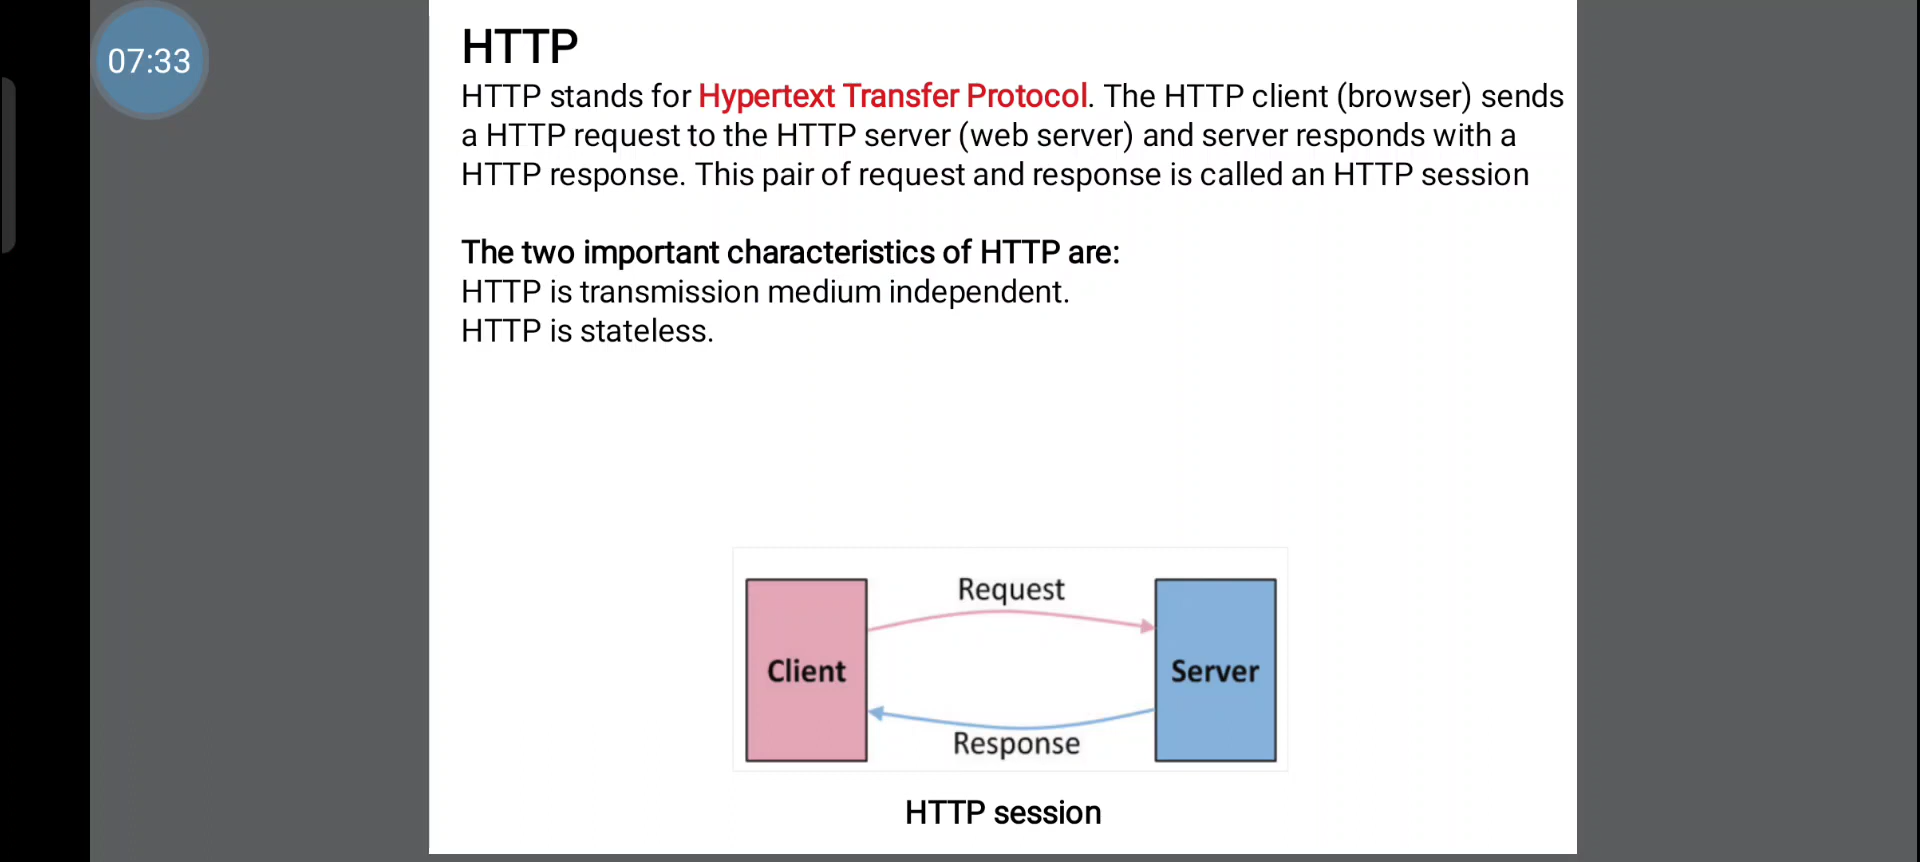 07:33
HTTP
HTTP stands for Hypertext Transfer Protocol. The HTTP client (browser) sends
a HTTP request to the HTTP server (web server) and server responds with a
HTTP response. This pair of request and response is called an HTTP session
The two important characteristics of HTTP are:
HTTP is transmission medium independent.
HTTP is stateless.
Request
Client
Server
Response
HTTP session